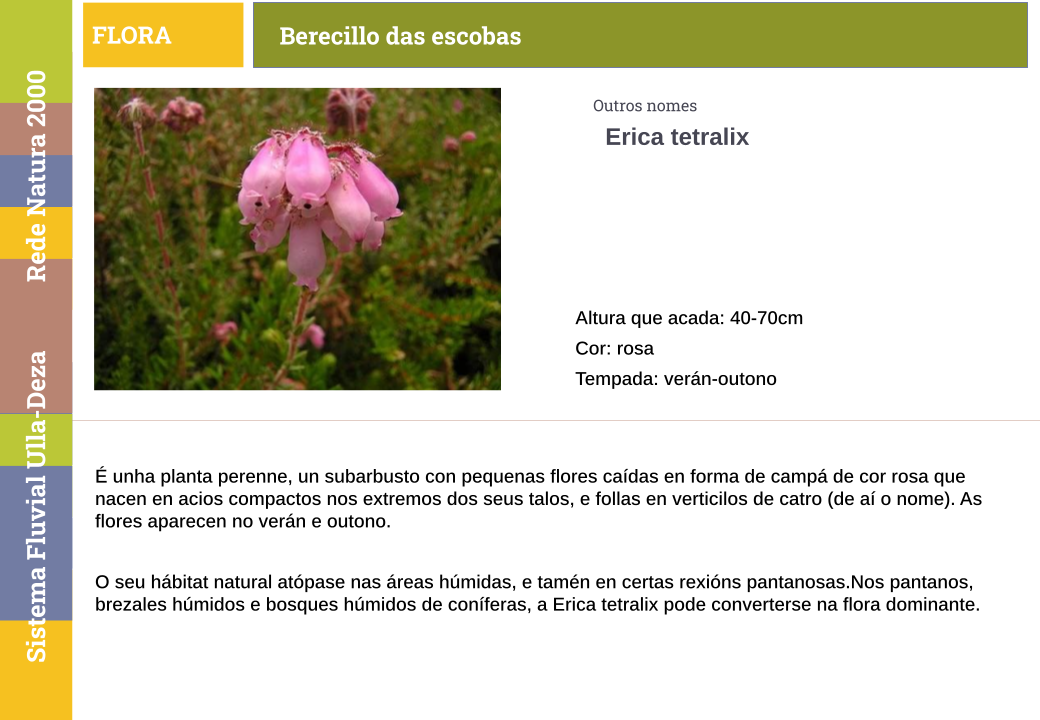 FLORA
Berecillo das escobas
Rede Natura 2000
Sistema Fluvial Ulla-Deza
Outros nomes
Erica tetralix
Altura que acada: 40-70cm
Cor: rosa
Tempada: verán-outono
É unha planta perenne, un subarbusto con pequenas flores caídas en forma de campá de cor rosa que
nacen en acios compactos nos extremos dos seus talos, e follas en verticilos de catro (de aí o nome). As
flores aparecen no verán e outono.
O seu hábitat natural atópase nas áreas húmidas, e tamén en certas rexións pantanosas.Nos pantanos,
brezales húmidos e bosques húmidos de coníferas, a Erica tetralix pode converterse na flora dominante.